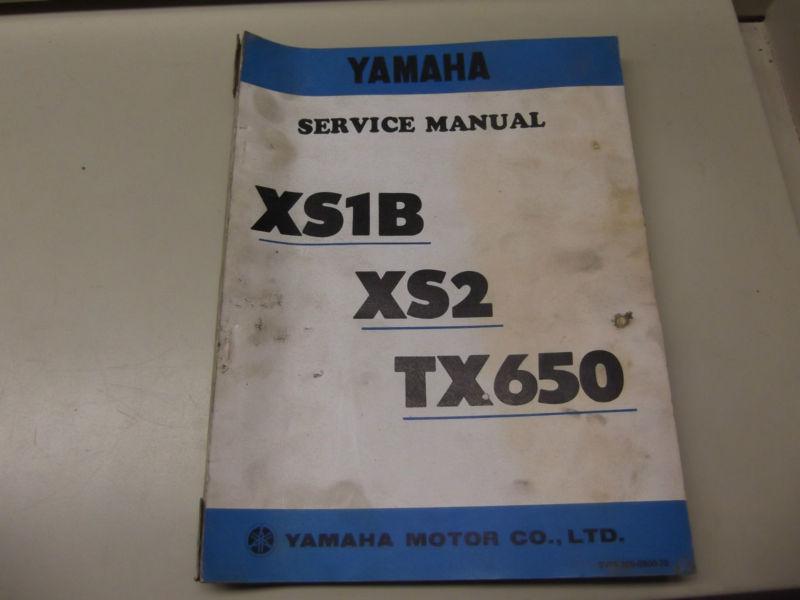 YAMAHA
SERVICE MANUAL
XS1B
XS2
TX650
YAMAHA MOTOR CO., LTD.